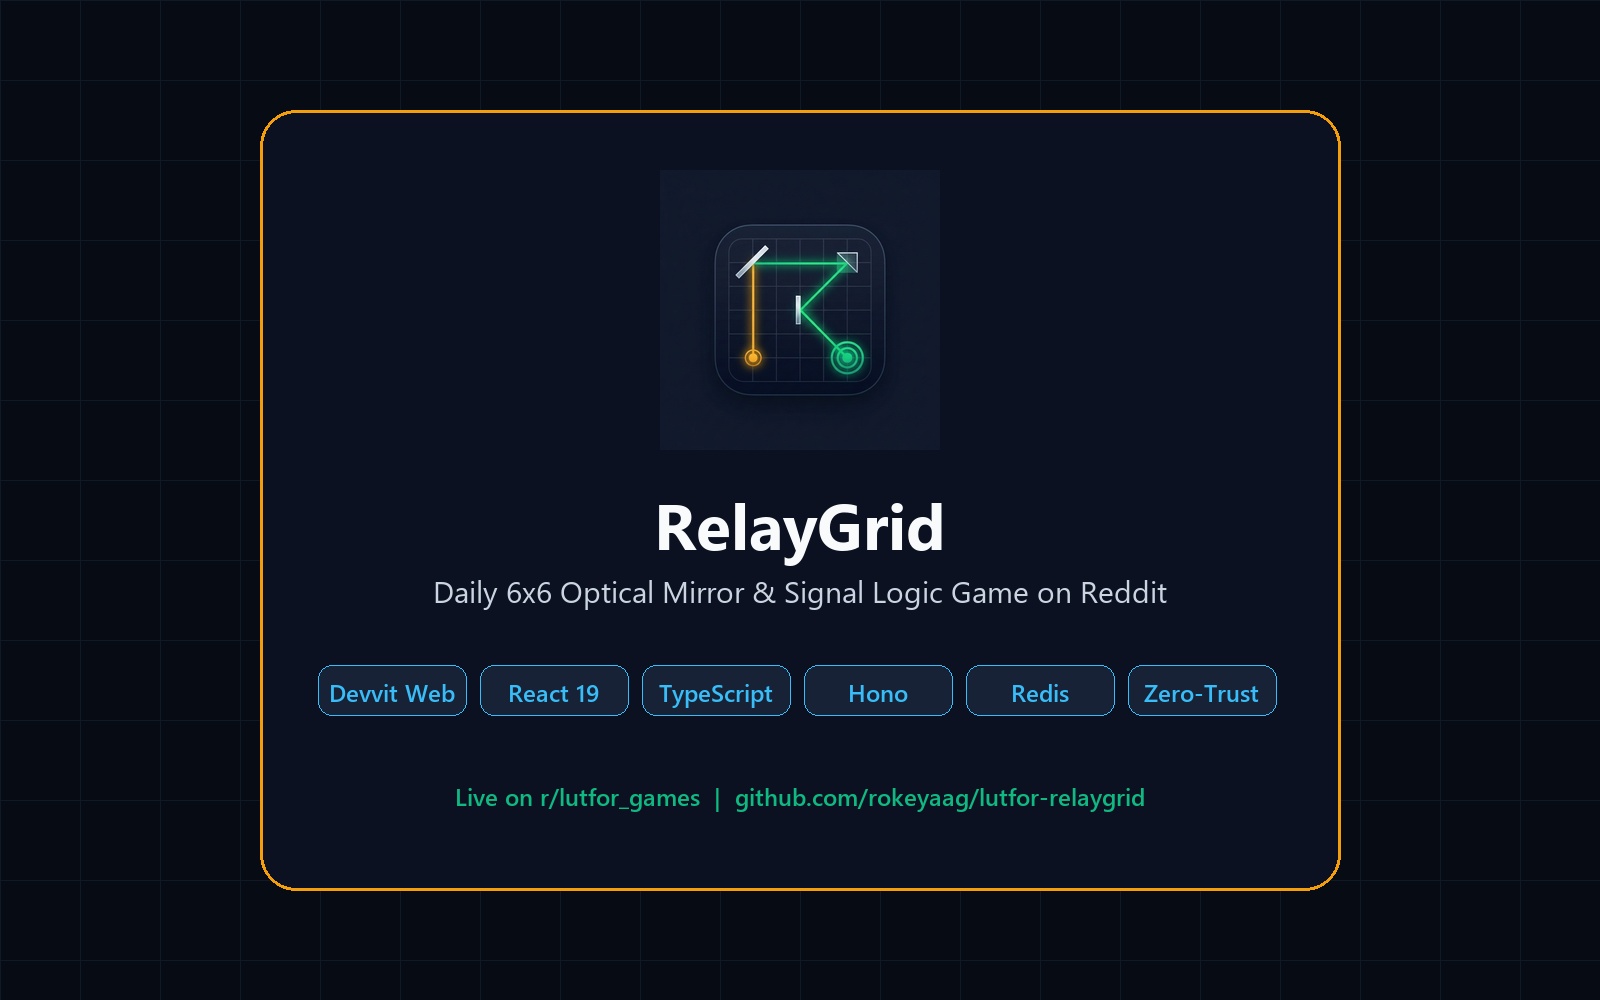 RelayGrid
Daily 6x6 Optical Mirror & Signal Logic Game on Reddit
Devvit Web React 19 TypeScript Hono Redis Zero-Trust
Live on r/lutfor_games | github.com/rokeyaag/lutfor-relaygrid